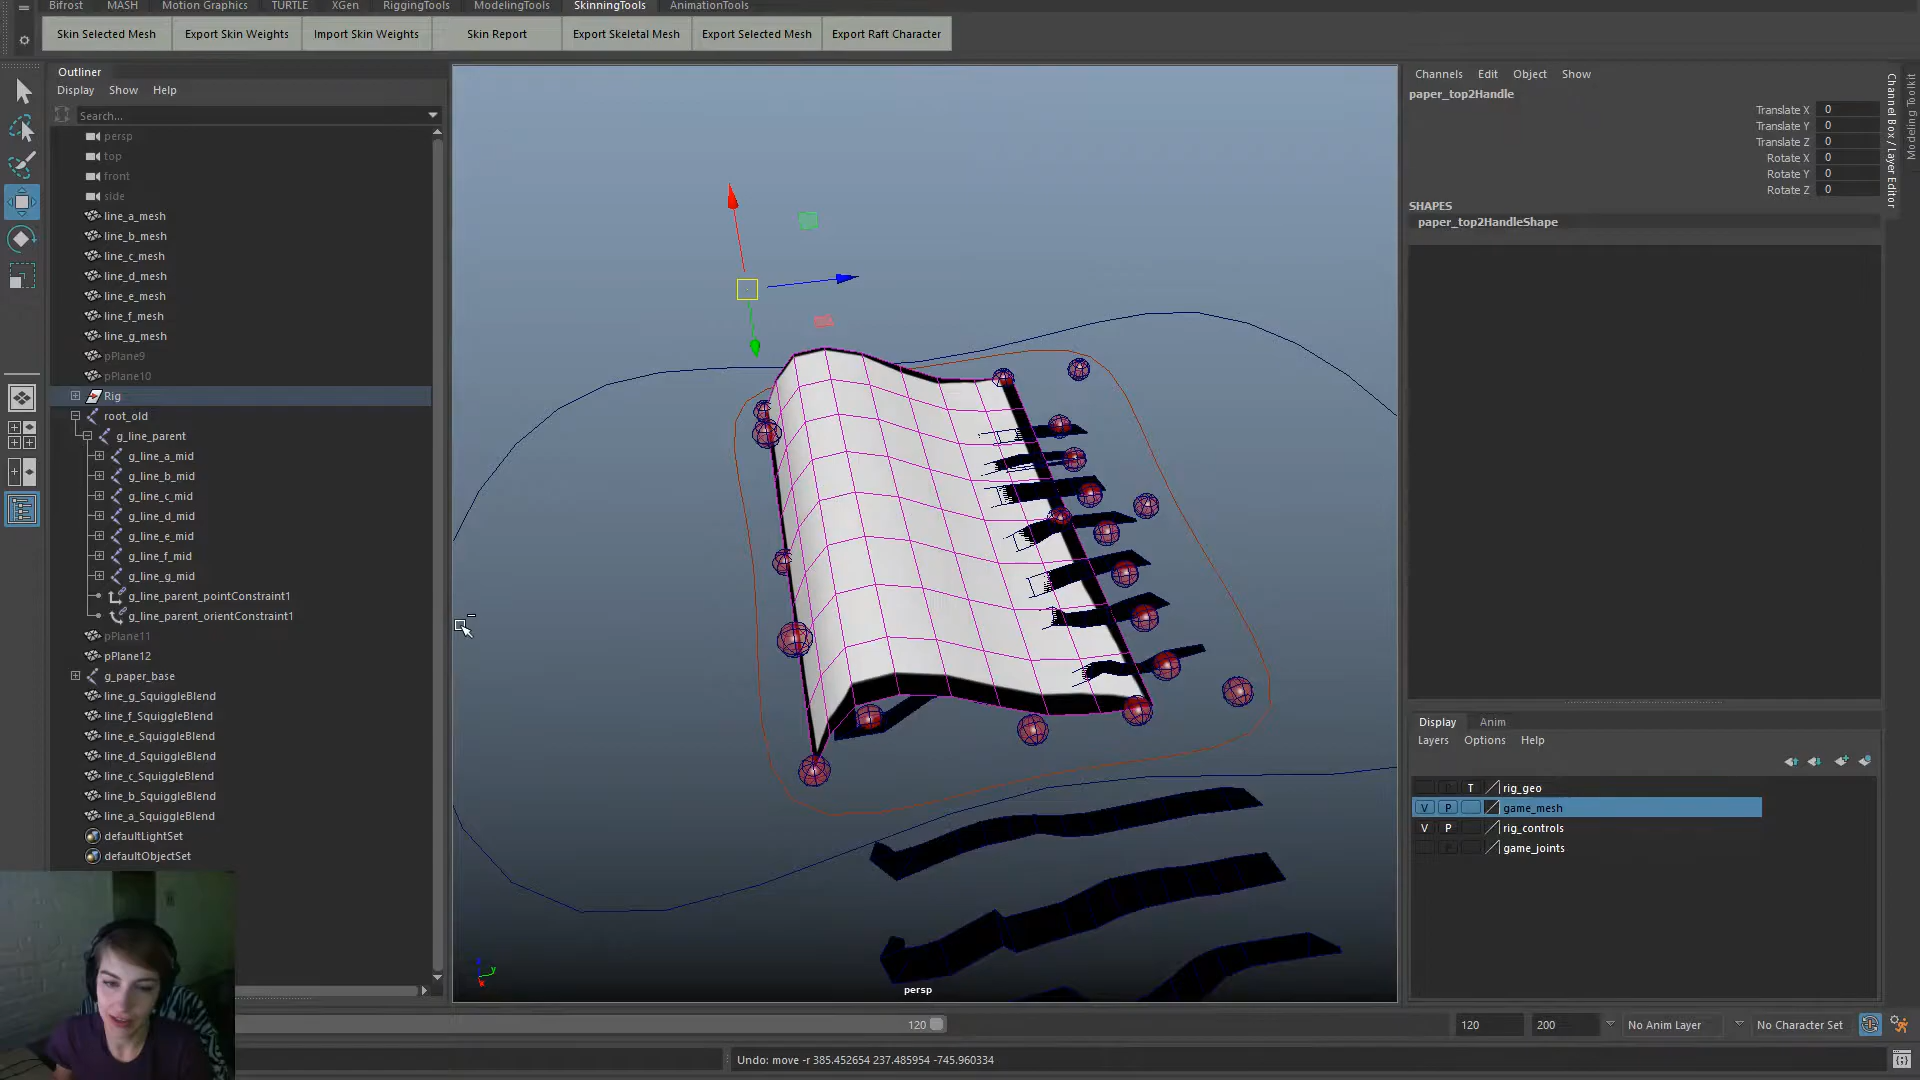 Bifrost MASH Motion Graphics TURTLE XGen RiggingTools ModelingTools SkinningTools AnimationTools
Skin Selected Mesh Export Skin Weights Import Skin Weights Skin Report Export Skeletal Mesh Export Selected Mesh Export Raft Character
Outliner
Display Show Help
Search...
persp
top
front
side
line_a_mesh
line_b_mesh
line_c_mesh
line_d_mesh
line_e_mesh
line_f_mesh
line_g_mesh
pPlane9
pPlane10
Rig
root_old
g_line_parent
g_line_a_mid
g_line_b_mid
g_line_c_mid
g_line_d_mid
g_line_e_mid
g_line_f_mid
g_line_g_mid
g_line_parent_pointConstraint1
g_line_parent_orientConstraint1
pPlane11
pPlane12
g_paper_base
line_g_SquiggleBlend
line_f_SquiggleBlend
line_e_SquiggleBlend
line_d_SquiggleBlend
line_c_SquiggleBlend
line_b_SquiggleBlend
line_a_SquiggleBlend
defaultLightSet
defaultObjectSet
y
persp
Channels Edit Object Show
paper_top2Handle
Translate X 0
Translate Y 0
Translate Z 0
Rotate X 0
Rotate Y 0
Rotate Z 0
SHAPES
paper_top2HandleShape
Channel Box / Layer Editor
Modeling Toolkit
Display Anim
Layers Options Help
T rig_geo
V P game_mesh
V P rig_controls
P game_joints
120 120 200 No Anim Layer No Character Set
Undo: move -r 385.452654 237.485954 -745.960334